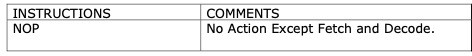 INSTRUCTIONS COMMENTS
NOP No Action Except Fetch and Decode.